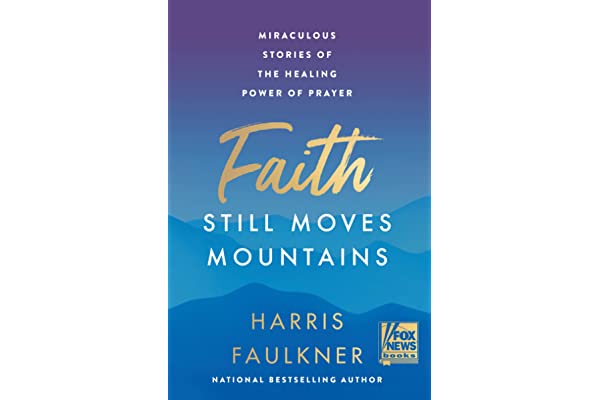 MIRACULOUS
STORIES OF
THE HEALING
POWER OF PRAYER
Faith
STILL MOVES
MOUNTAINS
HARRIS
FAULKNER
FOX
NEWS
books
NATIONAL BESTSELLING AUTHOR